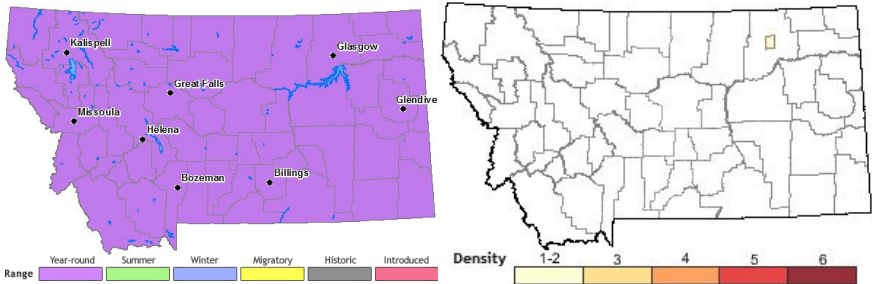 Kalispell
Glasgow
Great Falls
Glendive
Missoula
Helena
Bozeman
Billings
Range
Year-round
Summer
Winter
Migratory
Historic
Introduced
Density
1-2
3
4
5
6